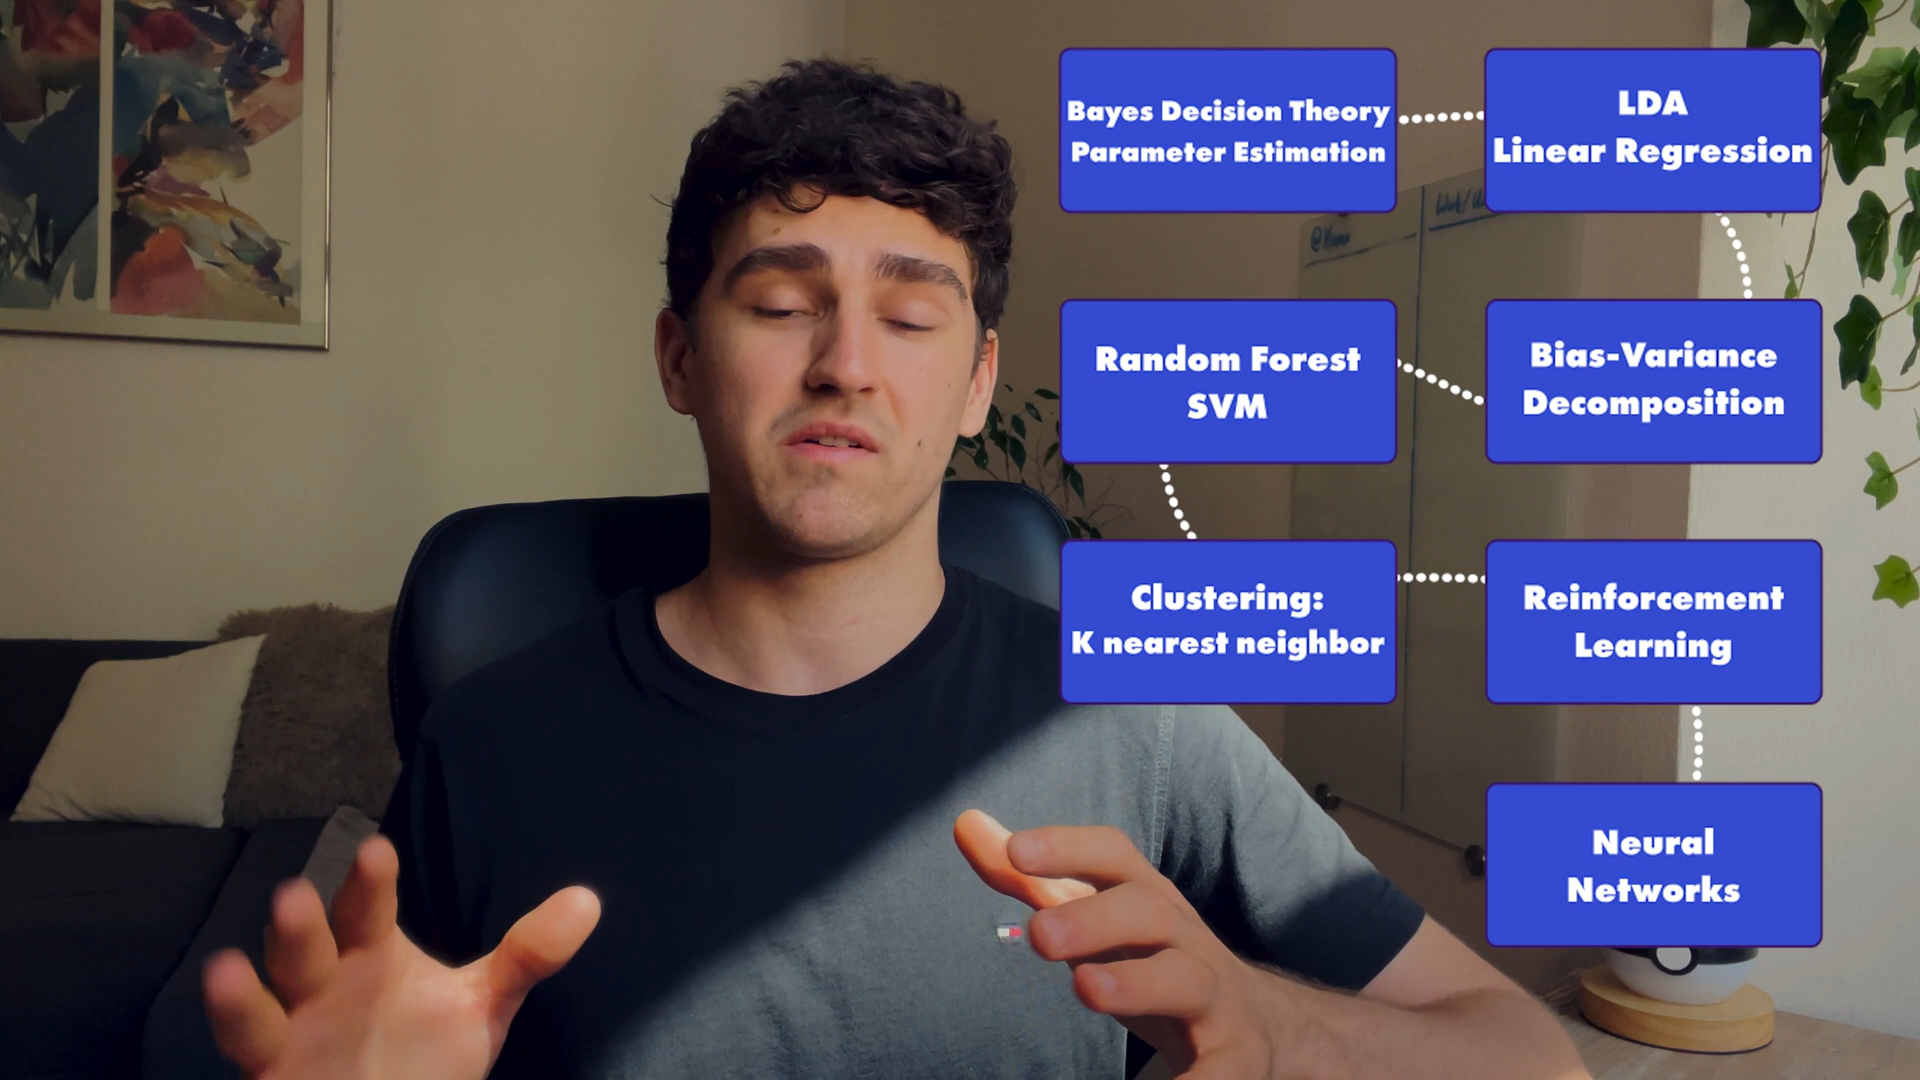 Bayes Decision Theory
Parameter Estimation
LDA
Linear Regression
Random Forest
SVM
Bias-Variance
Decomposition
Clustering:
K nearest neighbor
Reinforcement
Learning
Neural
Networks